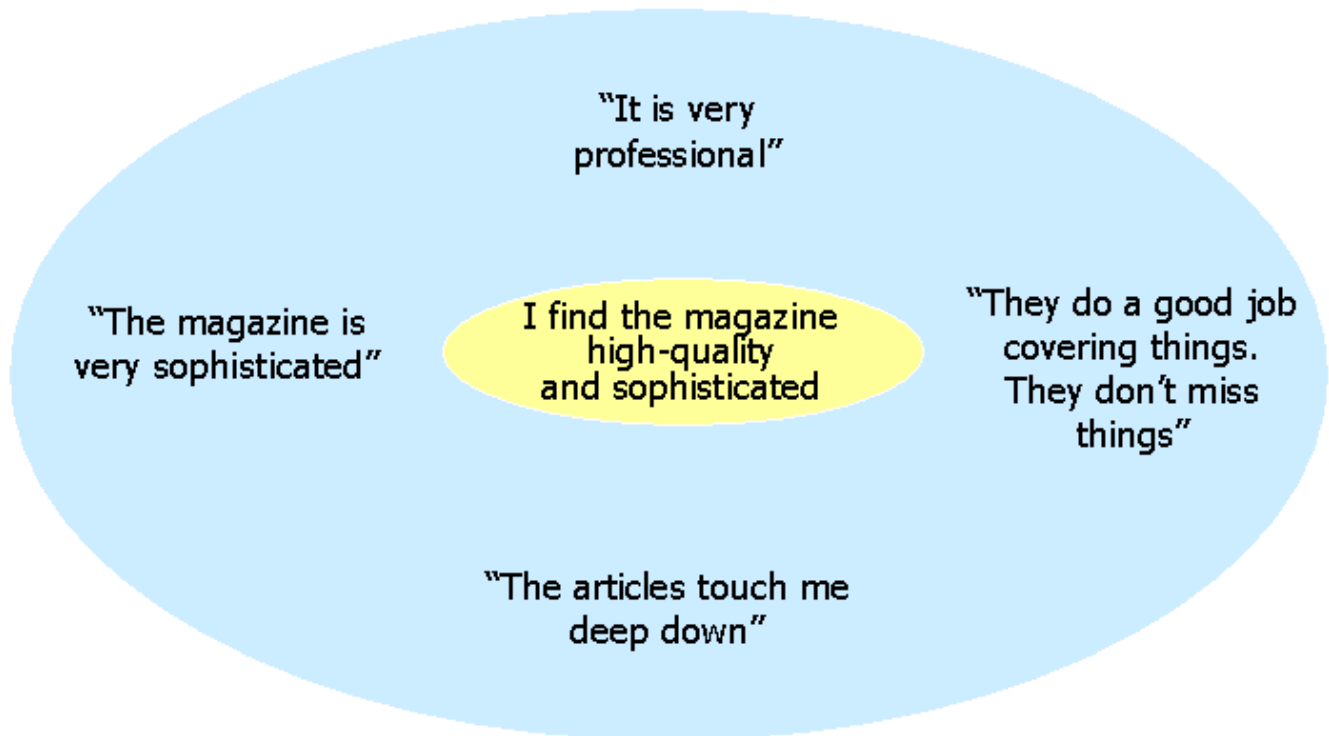 “It is very
professional”
“The magazine is
very sophisticated”
I find the magazine
high-quality
and sophisticated
“They do a good job
covering things.
They don’t miss
things”
“The articles touch me
deep down”